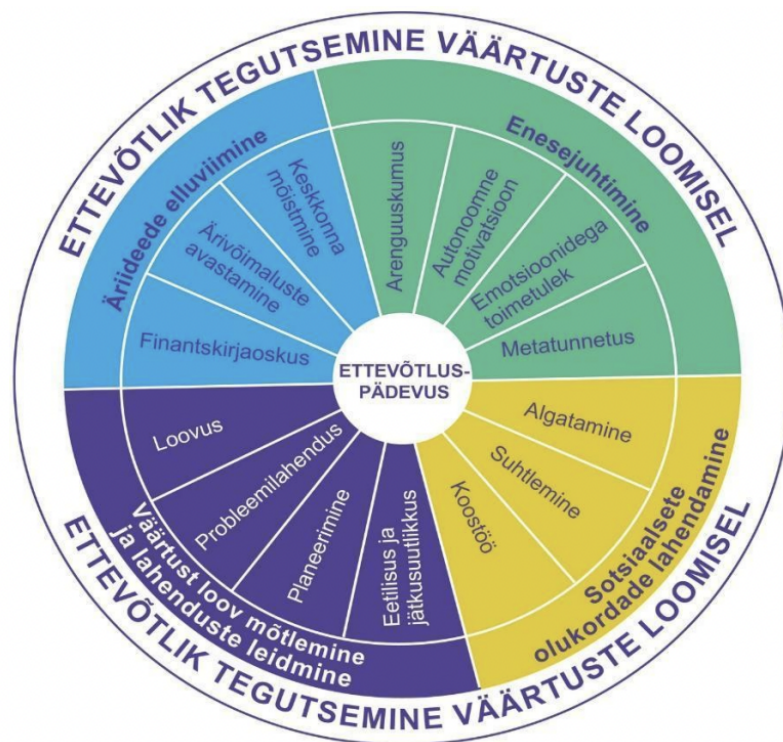 ETTEVÕTLIK TEGUTSEMINE VÄÄRTUSTE LOOMISEL
Enesejuhtimine
Arenguuskumus
Autonoomne
motivatsioon
Emotsioonidega
toimetulek
Metatunnetus
Sotsiaalsete
olukordade lahendamine
Algatamine
Suhtlemine
Koostöö
Väärtust loov mõtlemine
ja lahenduste leidmine
Eetilisus ja
jätkusuutlikkus
Planeerimine
Probleemilahendus
Loovus
Äriideede elluviimine
Finantskirjaoskus
Ärivõimaluste
avastamine
Keskkonna
mõistmine
ETTEVÕTLUS-
PÄDEVUS
ETTEVÕTLIK TEGUTSEMINE VÄÄRTUSTE LOOMISEL